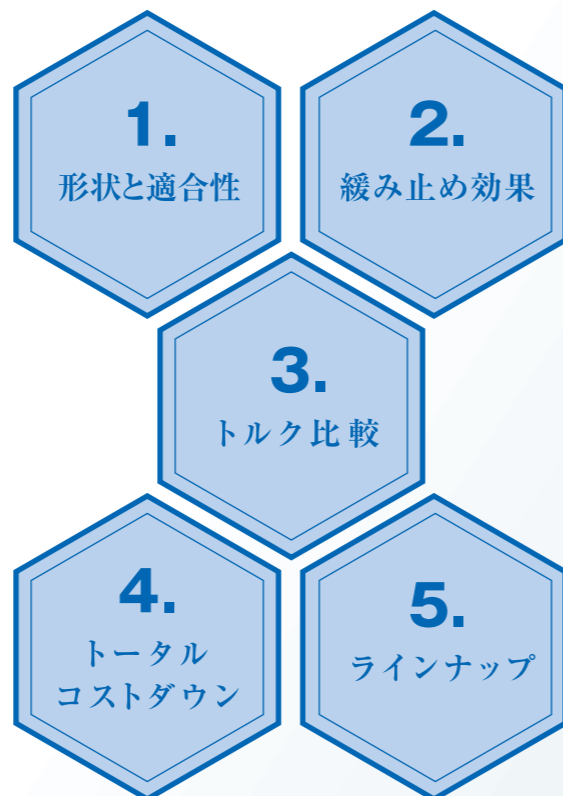 1.
形状と適合性
2.
緩み止め効果
3.
トルク比較
4.
トータル
コストダウン
5.
ラインナップ